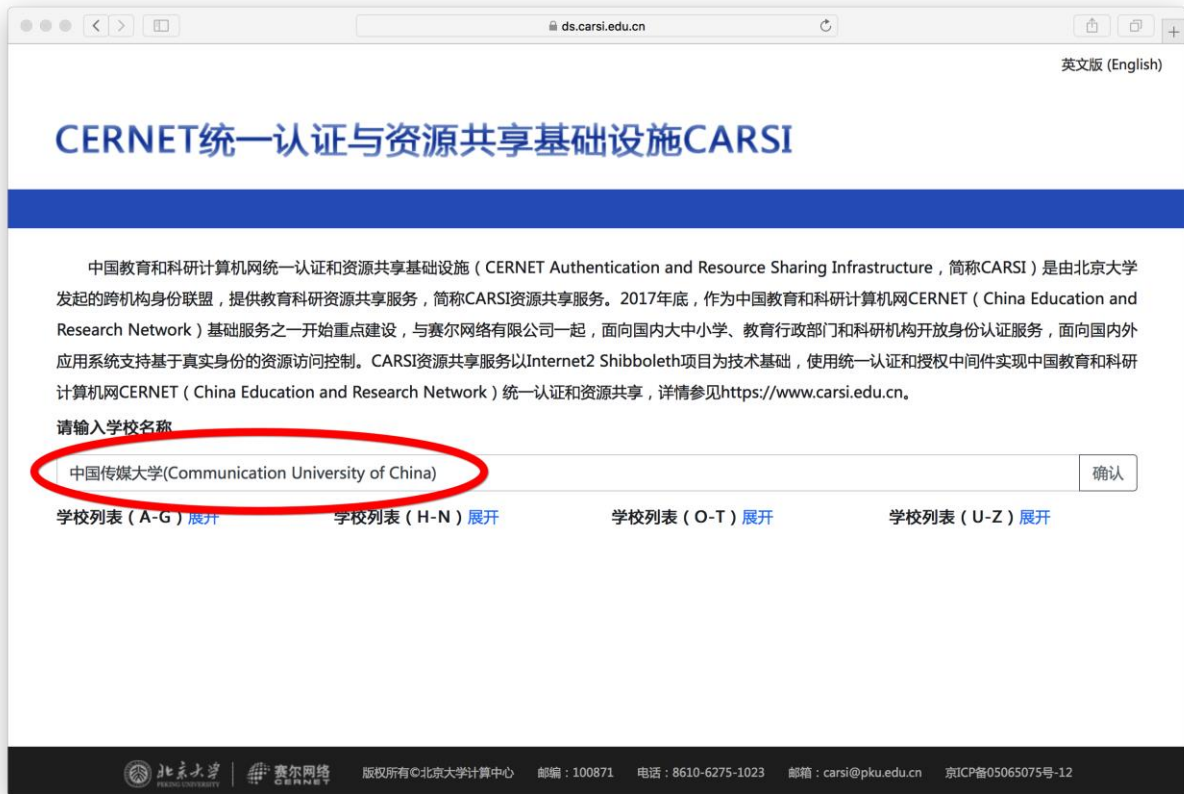 ds.carsi.edu.cn
英文版 (English)
CERNET统一认证与资源共享基础设施CARSI
中国教育和科研计算机网统一认证和资源共享基础设施（CERNET Authentication and Resource Sharing Infrastructure，简称CARSI）是由北京大学
发起的跨机构身份联盟，提供教育科研资源共享服务，简称CARSI资源共享服务。2017年底，作为中国教育和科研计算机网CERNET（China Education and
Research Network）基础服务之一开始重点建设，与赛尔网络有限公司一起，面向国内大中小学、教育行政部门和科研机构开放身份认证服务，面向国内外
应用系统支持基于真实身份的资源访问控制。CARSI资源共享服务以Internet2 Shibboleth项目为技术基础，使用统一认证和授权中间件实现中国教育和科研
计算机网CERNET（China Education and Research Network）统一认证和资源共享，详情参见https://www.carsi.edu.cn。
请输入学校名称
中国传媒大学(Communication University of China) 确认
学校列表（A-G）展开 学校列表（H-N）展开 学校列表（O-T）展开 学校列表（U-Z）展开
北京大学 PEKING UNIVERSITY 赛尔网络 CERNET 版权所有©北京大学计算中心 邮编：100871 电话：8610-6275-1023 邮箱：carsi@pku.edu.cn 京ICP备05065075号-12